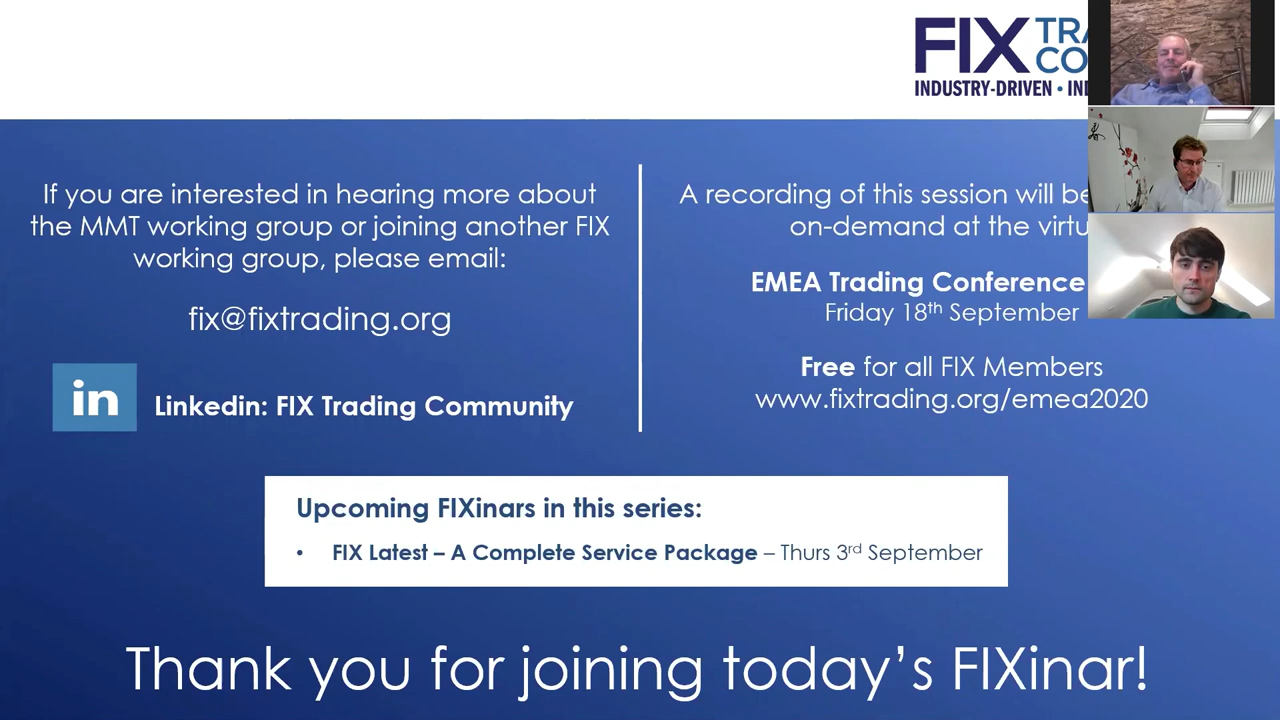 FIX
INDUSTRY-DRIVEN •
If you are interested in hearing more about
the MMT working group or joining another FIX
working group, please email:
fix@fixtrading.org
in
Linkedin: FIX Trading Community
A recording of this session will be
on-demand at the
EMEA Trading Conference
Friday 18th September
Free for all FIX Members
www.fixtrading.org/emea2020
Upcoming FIXinars in this series:
• FIX Latest – A Complete Service Package – Thurs 3rd September
Thank you for joining today's FIXinar!